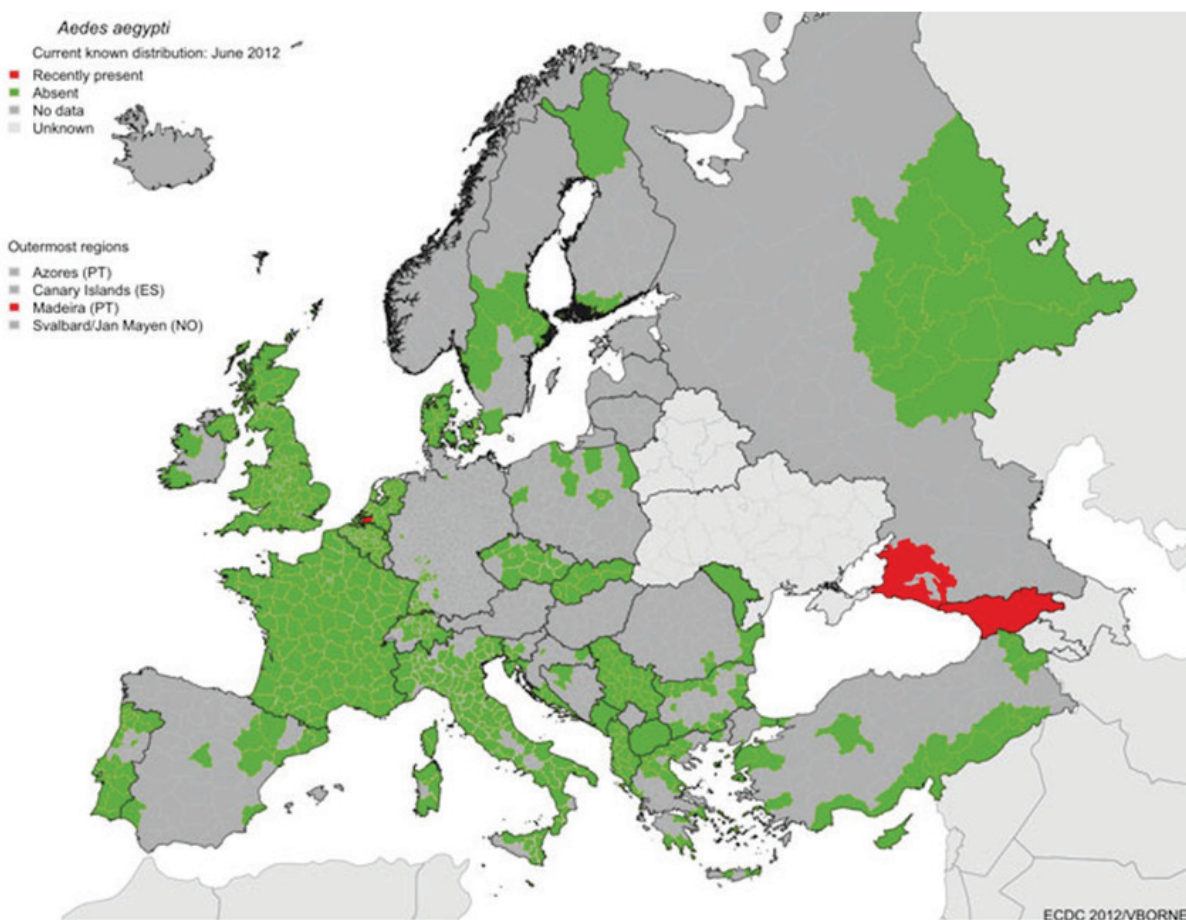 Aedes aegypti
Current known distribution: June 2012
Recently present
Absent
No data
Unknown
Outermost regions
Azores (PT)
Canary Islands (ES)
Madeira (PT)
Svalbard/Jan Mayen (NO)
ECDC 2012/VBORNE